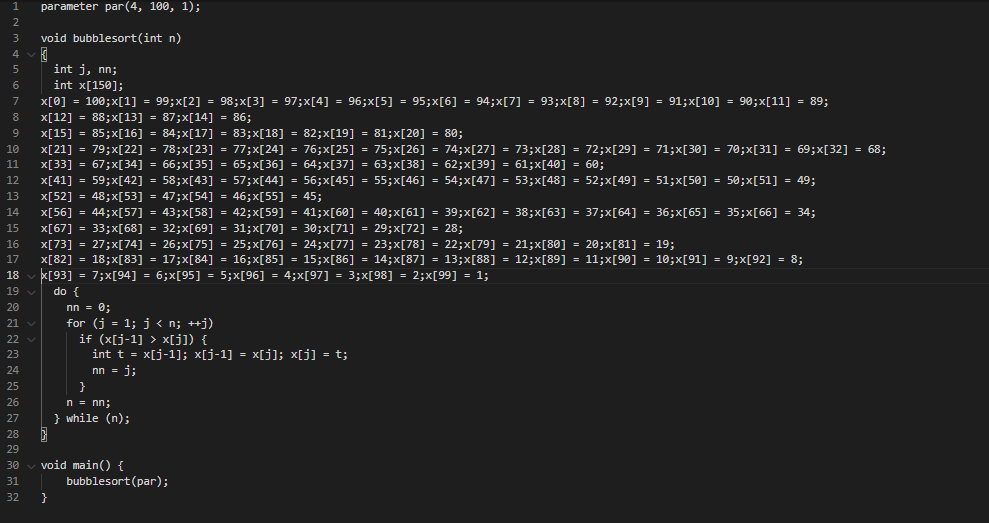 1 parameter par(4, 100, 1);
2
3 void bubblesort(int n)
4 {
5 int j, nn;
6 int x[150];
7 x[0] = 100;x[1] = 99;x[2] = 98;x[3] = 97;x[4] = 96;x[5] = 95;x[6] = 94;x[7] = 93;x[8] = 92;x[9] = 91;x[10] = 90;x[11] = 89;
8 x[12] = 88;x[13] = 87;x[14] = 86;
9 x[15] = 85;x[16] = 84;x[17] = 83;x[18] = 82;x[19] = 81;x[20] = 80;
10 x[21] = 79;x[22] = 78;x[23] = 77;x[24] = 76;x[25] = 75;x[26] = 74;x[27] = 73;x[28] = 72;x[29] = 71;x[30] = 70;x[31] = 69;x[32] = 68;
11 x[33] = 67;x[34] = 66;x[35] = 65;x[36] = 64;x[37] = 63;x[38] = 62;x[39] = 61;x[40] = 60;
12 x[41] = 59;x[42] = 58;x[43] = 57;x[44] = 56;x[45] = 55;x[46] = 54;x[47] = 53;x[48] = 52;x[49] = 51;x[50] = 50;x[51] = 49;
13 x[52] = 48;x[53] = 47;x[54] = 46;x[55] = 45;
14 x[56] = 44;x[57] = 43;x[58] = 42;x[59] = 41;x[60] = 40;x[61] = 39;x[62] = 38;x[63] = 37;x[64] = 36;x[65] = 35;x[66] = 34;
15 x[67] = 33;x[68] = 32;x[69] = 31;x[70] = 30;x[71] = 29;x[72] = 28;
16 x[73] = 27;x[74] = 26;x[75] = 25;x[76] = 24;x[77] = 23;x[78] = 22;x[79] = 21;x[80] = 20;x[81] = 19;
17 x[82] = 18;x[83] = 17;x[84] = 16;x[85] = 15;x[86] = 14;x[87] = 13;x[88] = 12;x[89] = 11;x[90] = 10;x[91] = 9;x[92] = 8;
18 x[93] = 7;x[94] = 6;x[95] = 5;x[96] = 4;x[97] = 3;x[98] = 2;x[99] = 1;
19 do {
20 nn = 0;
21 for (j = 1; j < n; ++j)
22 if (x[j-1] > x[j]) {
23 int t = x[j-1]; x[j-1] = x[j]; x[j] = t;
24 nn = j;
25 }
26 n = nn;
27 } while (n);
28 }
29
30 void main() {
31 bubblesort(par);
32 }